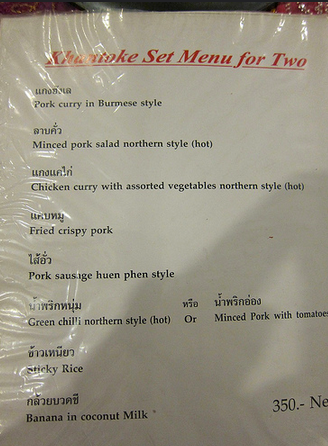 Khantoke Set Menu for Two
แกงฮังเล
Pork curry in Burmese style
ลาบคั่ว
Minced pork salad northern style (hot)
แกงแคไก่
Chicken curry with assorted vegetables northern style (hot)
แคบหมู
Fried crispy pork
ไส้อั่ว
Pork sausage huen phen style
น้ำพริกหนุ่ม หรือ น้ำพริกอ่อง
Green chilli northern style (hot) Or Minced Pork with tomatoes
ข้าวเหนียว
Sticky Rice
กล้วยบวดชี
Banana in coconut Milk
350.- Ne